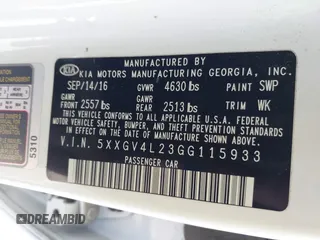 MANUFACTURED BY
KIA KIA MOTORS MANUFACTURING GEORGIA, INC.
SEP/14/16 GVWR 4630 lbs PAINT SWP
GAWR GAWR
FRONT 2557 lbs REAR 2513 lbs TRIM WK
THIS VEHICLE CONFORMS TO ALL APPLICABLE U.S.A. FEDERAL MOTOR
VEHICLE SAFETY, BUMPER, AND THEFT PREVENTION STANDARDS
IN EFFECT ON THE DATE OF MANUFACTURE SHOWN ABOVE.
V.I.N. 5XXGV4L23GG115933
PASSENGER CAR
5310
DREAMBID